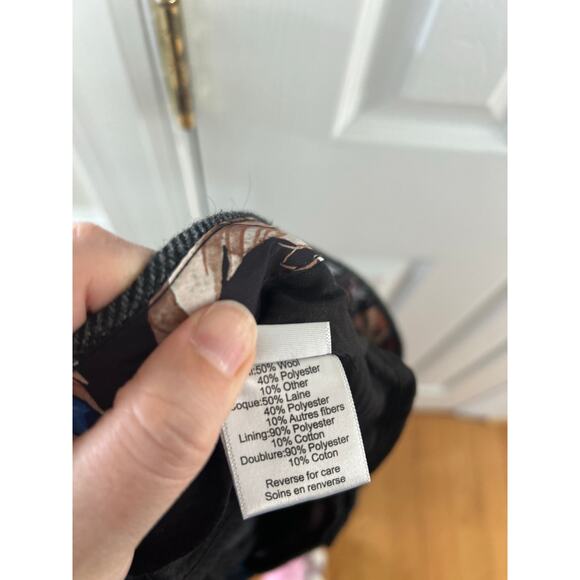 50% Wool
40% Polyester
10% Other
oque:50% Laine
40% Polyester
10% Autres fibers
Lining:90% Polyester
10% Cotton
Doublure:90% Polyester
10% Coton
Reverse for care
Soins en renverse